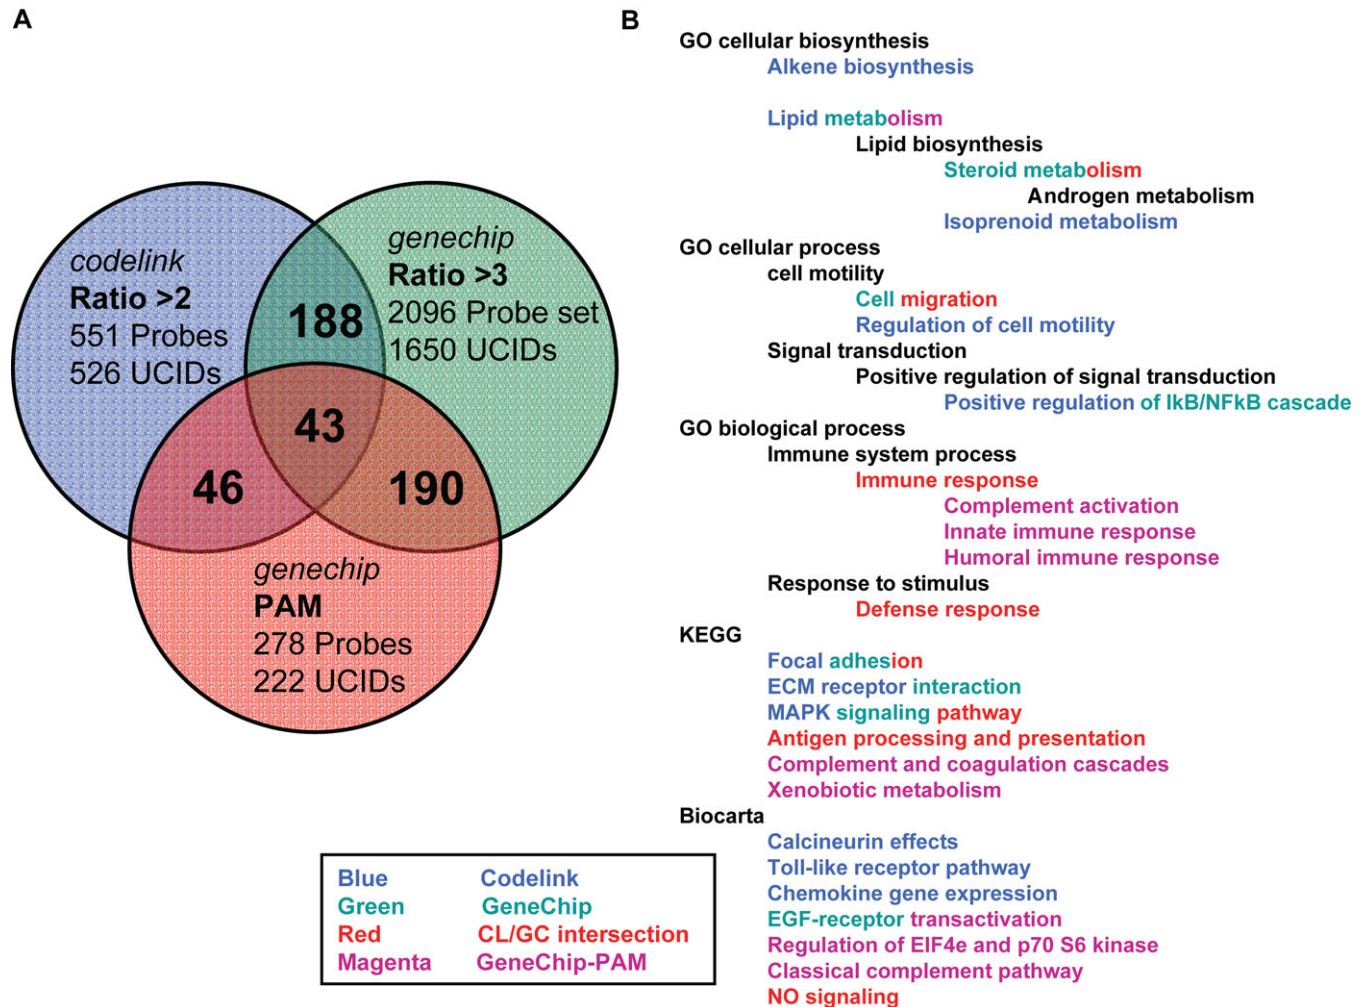 A
codelink
Ratio >2
551 Probes
526 UCIDs
genechip
Ratio >3
2096 Probe set
1650 UCIDs
188
43
46
190
genechip
PAM
278 Probes
222 UCIDs
Blue Codelink
Green GeneChip
Red CL/GC intersection
Magenta GeneChip-PAM
B
GO cellular biosynthesis
Alkene biosynthesis
Lipid metabolism
Lipid biosynthesis
Steroid metabolism
Androgen metabolism
Isoprenoid metabolism
GO cellular process
cell motility
Cell migration
Regulation of cell motility
Signal transduction
Positive regulation of signal transduction
Positive regulation of IkB/NFkB cascade
GO biological process
Immune system process
Immune response
Complement activation
Innate immune response
Humoral immune response
Response to stimulus
Defense response
KEGG
Focal adhesion
ECM receptor interaction
MAPK signaling pathway
Antigen processing and presentation
Complement and coagulation cascades
Xenobiotic metabolism
Biocarta
Calcineurin effects
Toll-like receptor pathway
Chemokine gene expression
EGF-receptor transactivation
Regulation of EIF4e and p70 S6 kinase
Classical complement pathway
NO signaling